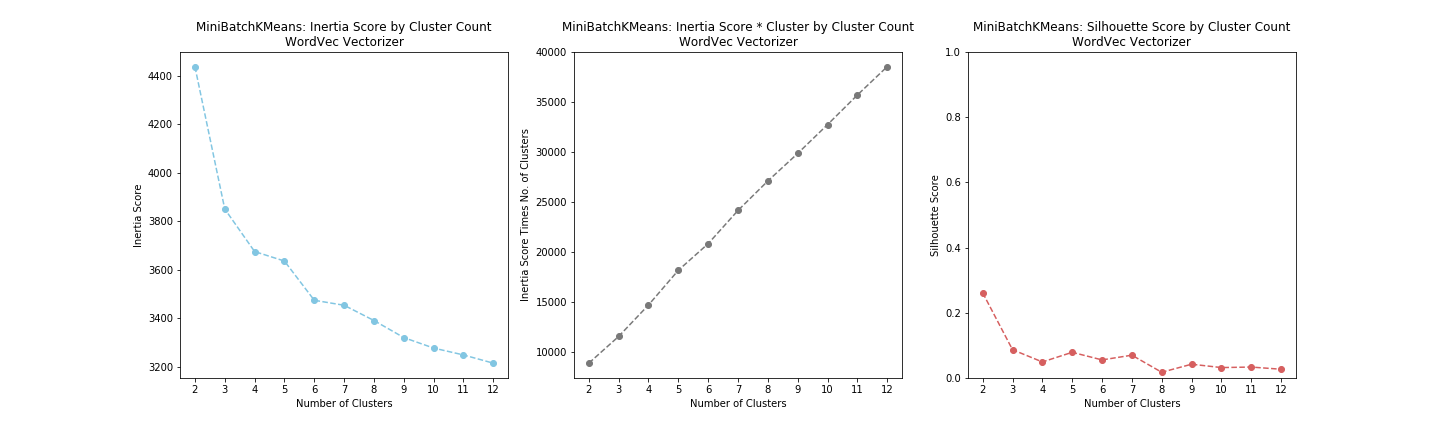 MiniBatchKMeans: Inertia Score by Cluster Count
WordVec Vectorizer
4400
4200
4000
3800
3600
3400
3200
Inertia Score
2 3 4 5 6 7 8 9 10 11 12
Number of Clusters
MiniBatchKMeans: Inertia Score * Cluster by Cluster Count
WordVec Vectorizer
40000
35000
30000
25000
20000
15000
10000
Inertia Score Times No. of Clusters
2 3 4 5 6 7 8 9 10 11 12
Number of Clusters
MiniBatchKMeans: Silhouette Score by Cluster Count
WordVec Vectorizer
1.0
0.8
0.6
0.4
0.2
0.0
Silhouette Score
2 3 4 5 6 7 8 9 10 11 12
Number of Clusters